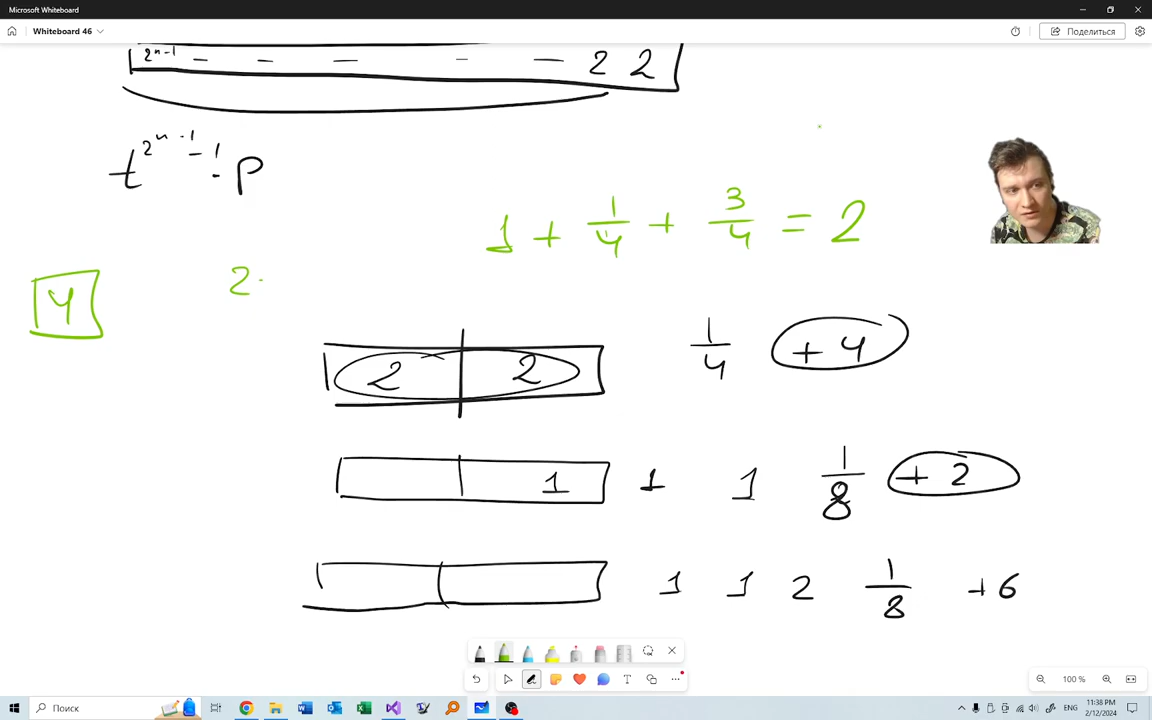 Microsoft Whiteboard
Whiteboard 46
Поделиться
2^n-1 - - - - - 2 2
t^2^n-1-1 · p
1 + 1/4 + 3/4 = 2
4
2 ·
2 2 1/4 + 4
1 + 1 1/8 + 2
1 1 2 1/8 + 6
100 %
Поиск
ENG
11:38 PM
2/12/2024